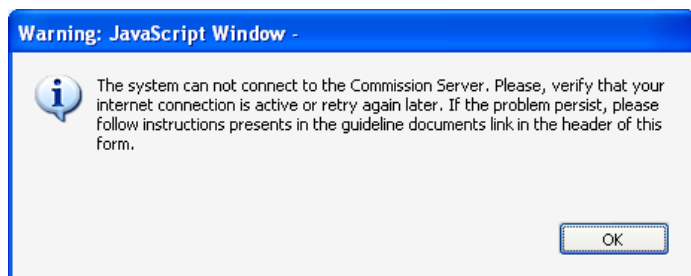 Warning: JavaScript Window -
The system can not connect to the Commission Server. Please, verify that your
internet connection is active or retry again later. If the problem persist, please
follow instructions presents in the guideline documents link in the header of this
form.
OK